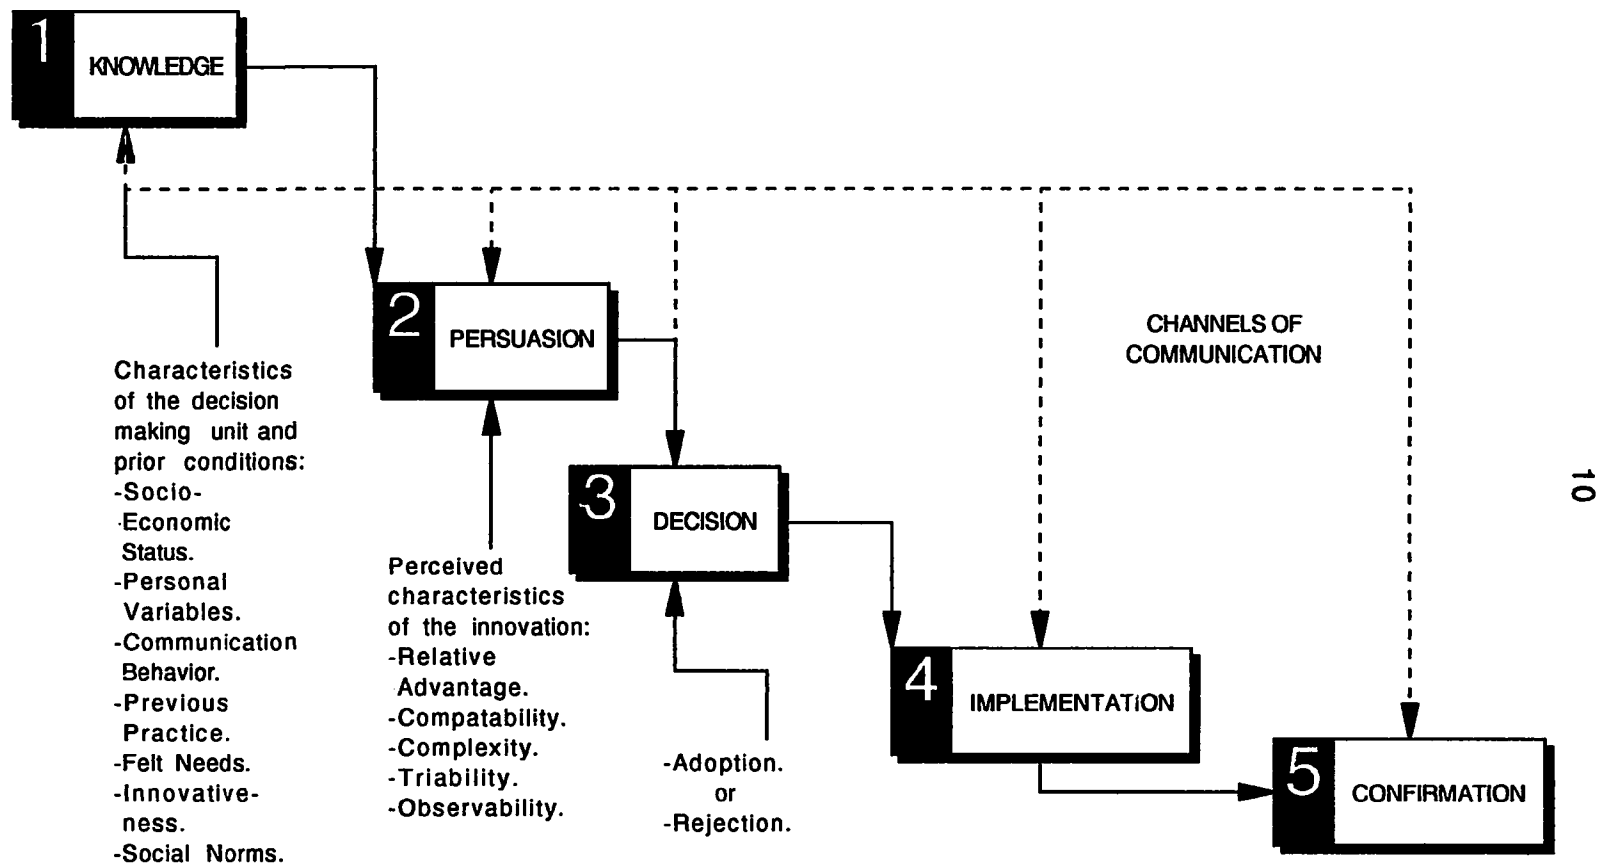 1 KNOWLEDGE
2 PERSUASION
CHANNELS OF
COMMUNICATION
Characteristics
of the decision
making unit and
prior conditions:
-Socio-
Economic
Status.
-Personal
Variables.
-Communication
Behavior.
-Previous
Practice.
-Felt Needs.
-Innovative-
ness.
-Social Norms.
3 DECISION
Perceived
characteristics
of the innovation:
-Relative
Advantage.
-Compatability.
-Complexity.
-Triability.
-Observability.
4 IMPLEMENTATION
-Adoption.
or
-Rejection.
5 CONFIRMATION
10